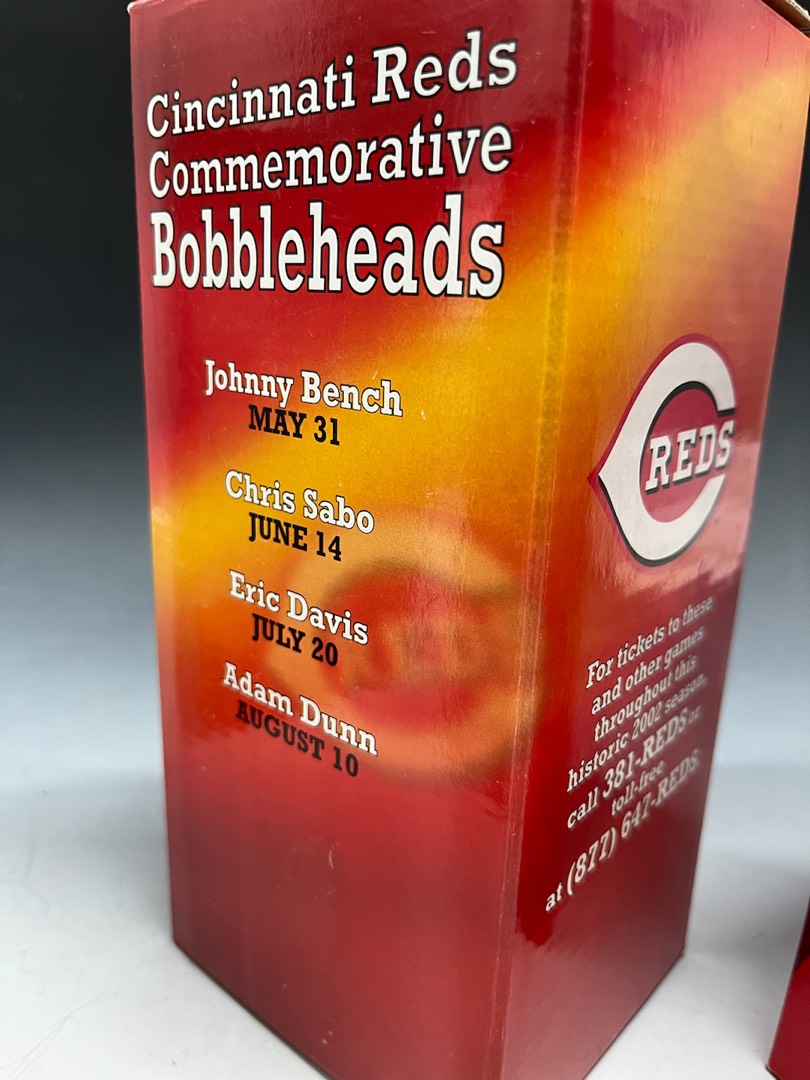 Cincinnati Reds
Commemorative
Bobbleheads
Johnny Bench
MAY 31
Chris Sabo
JUNE 14
Eric Davis
JULY 20
Adam Dunn
AUGUST 10
REDS
For tickets to these
and other games
throughout this
historic 2002 season,
call 381-REDS or
toll-free
at (877) 647-REDS.